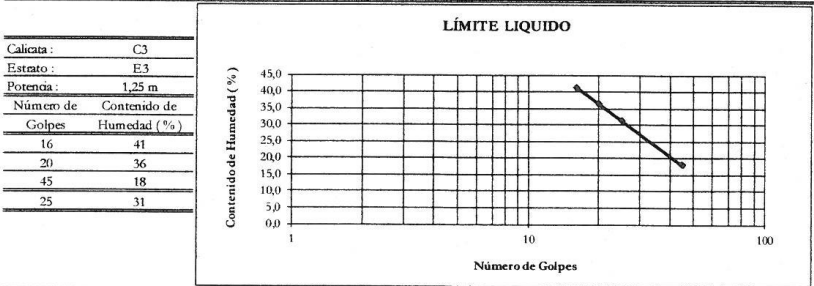 Calicata : C3
Estrato : E3
Potencia : 1,25 m
Número de Contenido de
Golpes Humedad ( % )
16 41
20 36
45 18
25 31
LÍMITE LIQUIDO
Contenido de Humedad ( % )
45,0
40,0
35,0
30,0
25,0
20,0
15,0
10,0
5,0
0,0
1 10 100
Número de Golpes